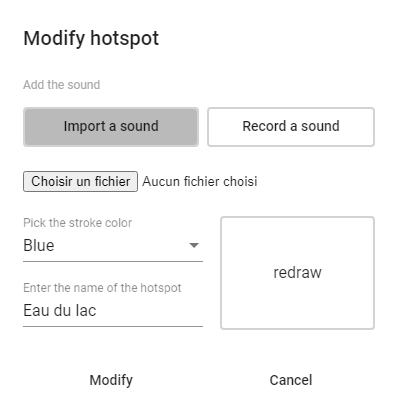 Modify hotspot
Add the sound
Import a sound Record a sound
Choisir un fichier Aucun fichier choisi
Pick the stroke color
Blue
redraw
Enter the name of the hotspot
Eau du lac
Modify Cancel